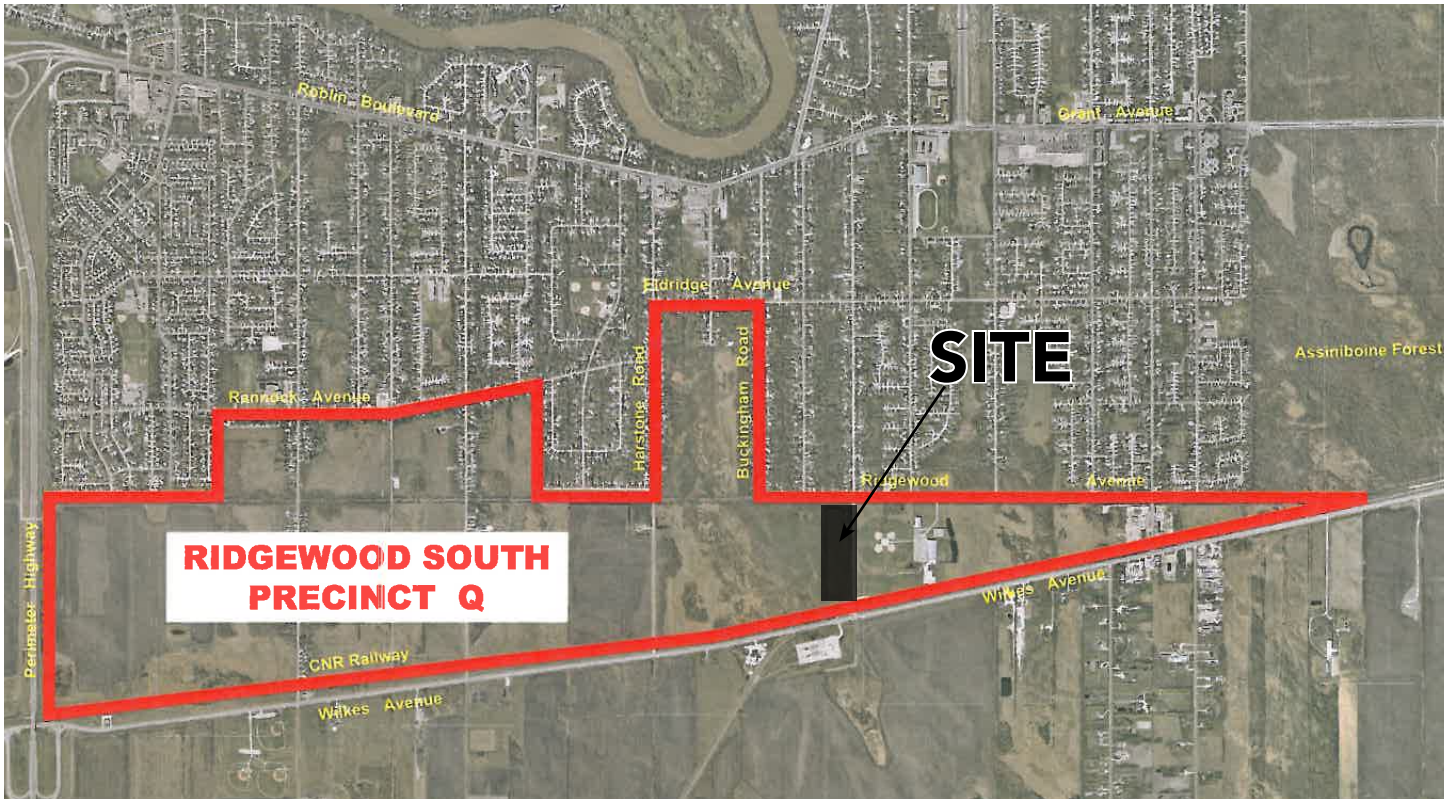 Roblin Boulevard
Grant Avenue
Eldridge Avenue
SITE
Assiniboine Forest
Rannock Avenue
Harstone Road
Buckingham Road
Ridgewood Avenue
RIDGEWOOD SOUTH
PRECINCT Q
Perimeter Highway
Wilkes Avenue
CNR Railway
Wilkes Avenue